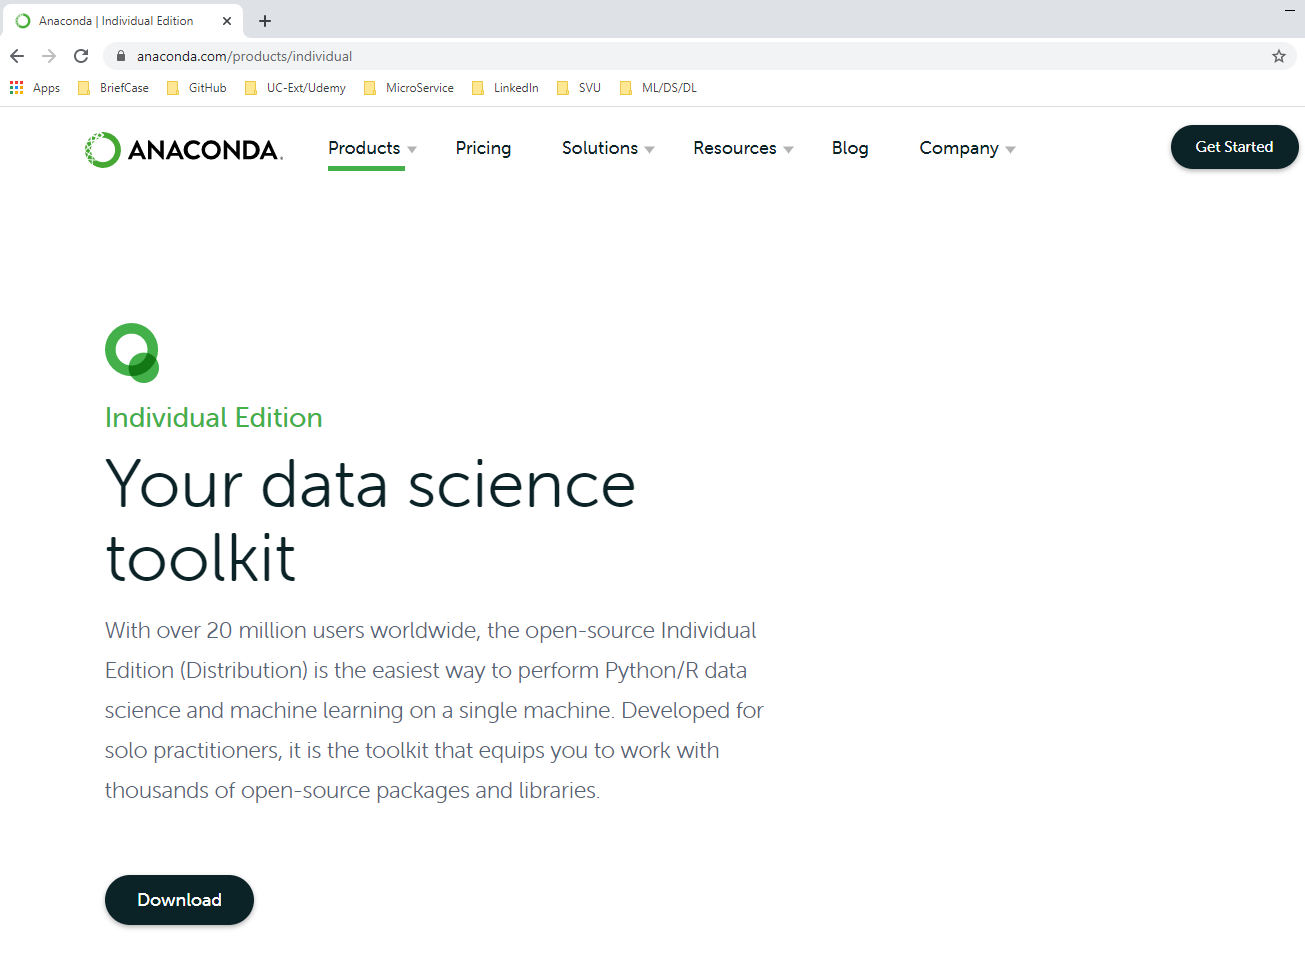 Anaconda | Individual Edition
anaconda.com/products/individual
Apps BriefCase GitHub UC-Ext/Udemy MicroService LinkedIn SVU ML/DS/DL
ANACONDA. Products Pricing Solutions Resources Blog Company Get Started
Individual Edition
Your data science
toolkit
With over 20 million users worldwide, the open-source Individual
Edition (Distribution) is the easiest way to perform Python/R data
science and machine learning on a single machine. Developed for
solo practitioners, it is the toolkit that equips you to work with
thousands of open-source packages and libraries.
Download